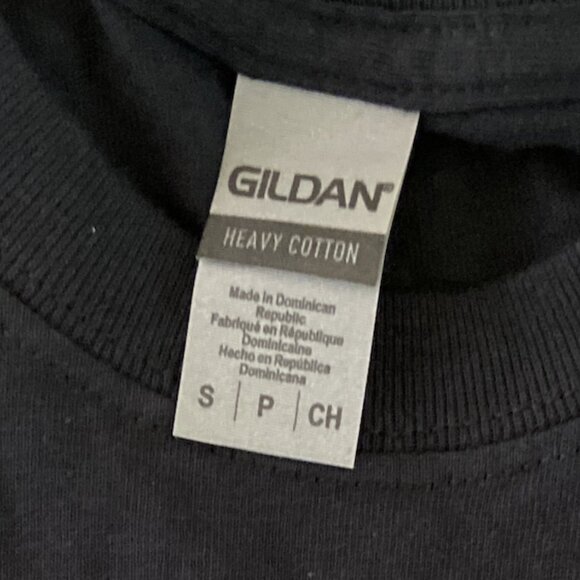 GILDAN®
HEAVY COTTON
Made in Dominican
Republic
Fabriqué en République
Dominicaine
Hecho en República
Dominicana
S | P | CH